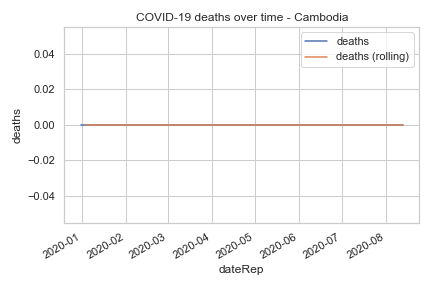 COVID-19 deaths over time - Cambodia
deaths
deaths (rolling)
0.04
0.02
0.00
−0.02
−0.04
deaths
2020-01
2020-02
2020-03
2020-04
2020-05
2020-06
2020-07
2020-08
dateRep